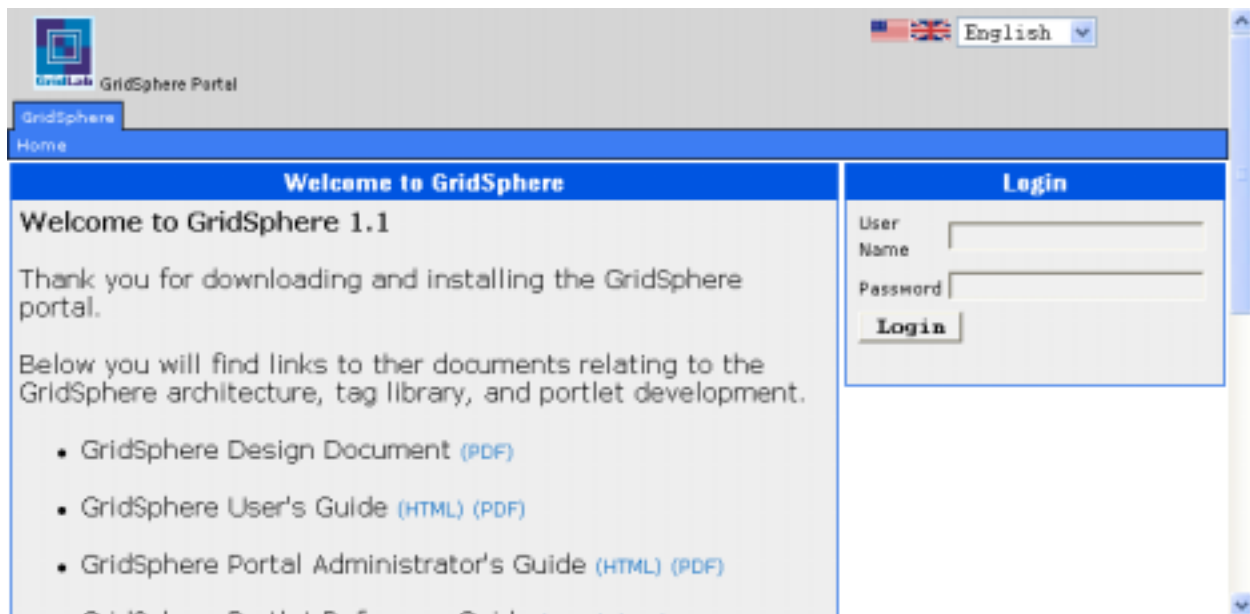 English
GridLab GridSphere Portal
GridSphere
Home
Welcome to GridSphere
Welcome to GridSphere 1.1
Thank you for downloading and installing the GridSphere
portal.
Below you will find links to ther documents relating to the
GridSphere architecture, tag library, and portlet development.
• GridSphere Design Document (PDF)
• GridSphere User's Guide (HTML) (PDF)
• GridSphere Portal Administrator's Guide (HTML) (PDF)
Login
User
Name
Password
Login